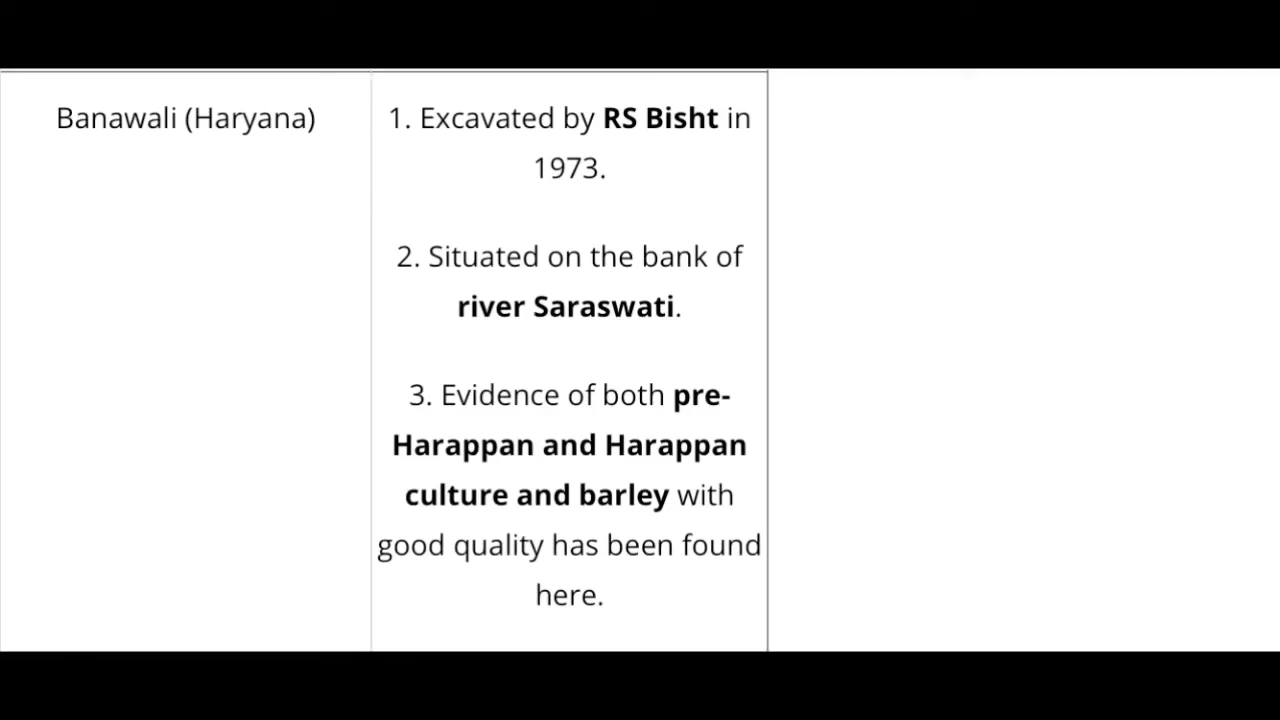 Banawali (Haryana)
1. Excavated by RS Bisht in
1973.
2. Situated on the bank of
river Saraswati.
3. Evidence of both pre-
Harappan and Harappan
culture and barley with
good quality has been found
here.